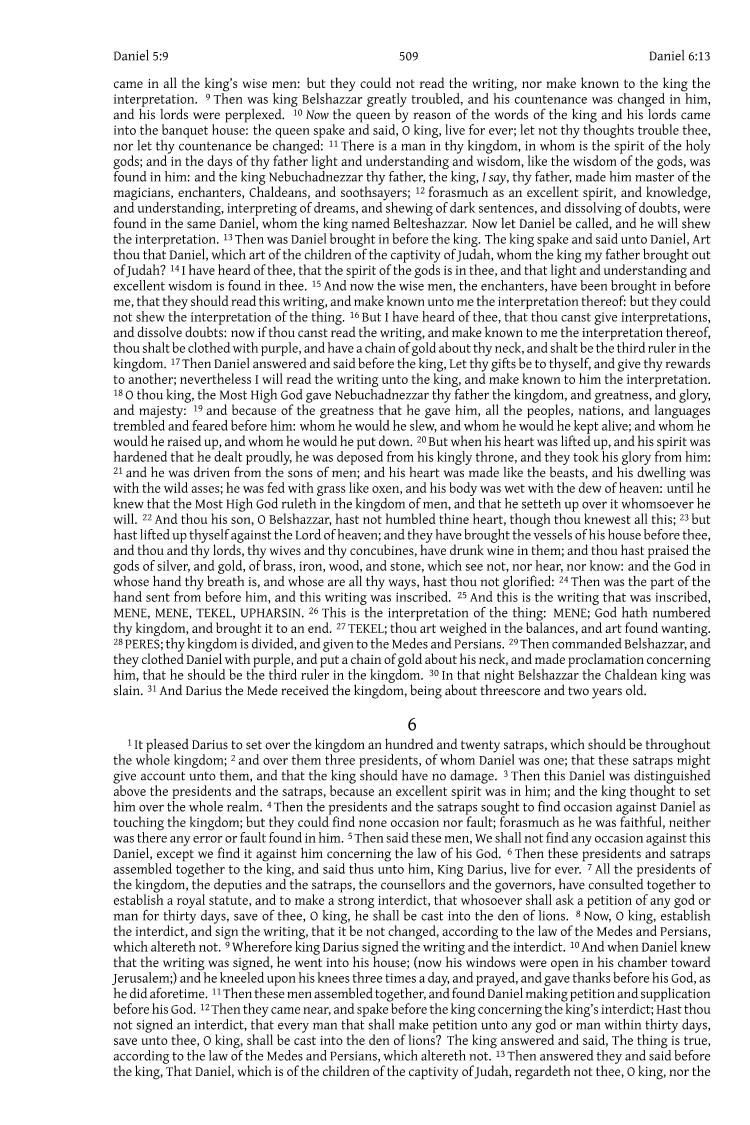 Daniel 5:9 509 Daniel 6:13
came in all the king’s wise men: but they could not read the writing, nor make known to the king the
interpretation. 9 Then was king Belshazzar greatly troubled, and his countenance was changed in him,
and his lords were perplexed. 10 Now the queen by reason of the words of the king and his lords came
into the banquet house: the queen spake and said, O king, live for ever; let not thy thoughts trouble thee,
nor let thy countenance be changed: 11 There is a man in thy kingdom, in whom is the spirit of the holy
gods; and in the days of thy father light and understanding and wisdom, like the wisdom of the gods, was
found in him: and the king Nebuchadnezzar thy father, the king, I say, thy father, made him master of the
magicians, enchanters, Chaldeans, and soothsayers; 12 forasmuch as an excellent spirit, and knowledge,
and understanding, interpreting of dreams, and shewing of dark sentences, and dissolving of doubts, were
found in the same Daniel, whom the king named Belteshazzar. Now let Daniel be called, and he will shew
the interpretation. 13 Then was Daniel brought in before the king. The king spake and said unto Daniel, Art
thou that Daniel, which art of the children of the captivity of Judah, whom the king my father brought out
of Judah? 14 I have heard of thee, that the spirit of the gods is in thee, and that light and understanding and
excellent wisdom is found in thee. 15 And now the wise men, the enchanters, have been brought in before
me, that they should read this writing, and make known unto me the interpretation thereof: but they could
not shew the interpretation of the thing. 16 But I have heard of thee, that thou canst give interpretations,
and dissolve doubts: now if thou canst read the writing, and make known to me the interpretation thereof,
thou shalt be clothed with purple, and have a chain of gold about thy neck, and shalt be the third ruler in the
kingdom. 17 Then Daniel answered and said before the king, Let thy gifts be to thyself, and give thy rewards
to another; nevertheless I will read the writing unto the king, and make known to him the interpretation.
18 O thou king, the Most High God gave Nebuchadnezzar thy father the kingdom, and greatness, and glory,
and majesty: 19 and because of the greatness that he gave him, all the peoples, nations, and languages
trembled and feared before him: whom he would he slew, and whom he would he kept alive; and whom he
would he raised up, and whom he would he put down. 20 But when his heart was lifted up, and his spirit was
hardened that he dealt proudly, he was deposed from his kingly throne, and they took his glory from him:
21 and he was driven from the sons of men; and his heart was made like the beasts, and his dwelling was
with the wild asses; he was fed with grass like oxen, and his body was wet with the dew of heaven: until he
knew that the Most High God ruleth in the kingdom of men, and that he setteth up over it whomsoever he
will. 22 And thou his son, O Belshazzar, hast not humbled thine heart, though thou knewest all this; 23 but
hast lifted up thyself against the Lord of heaven; and they have brought the vessels of his house before thee,
and thou and thy lords, thy wives and thy concubines, have drunk wine in them; and thou hast praised the
gods of silver, and gold, of brass, iron, wood, and stone, which see not, nor hear, nor know: and the God in
whose hand thy breath is, and whose are all thy ways, hast thou not glorified: 24 Then was the part of the
hand sent from before him, and this writing was inscribed. 25 And this is the writing that was inscribed,
MENE, MENE, TEKEL, UPHARSIN. 26 This is the interpretation of the thing: MENE; God hath numbered
thy kingdom, and brought it to an end. 27 TEKEL; thou art weighed in the balances, and art found wanting.
28 PERES; thy kingdom is divided, and given to the Medes and Persians. 29 Then commanded Belshazzar, and
they clothed Daniel with purple, and put a chain of gold about his neck, and made proclamation concerning
him, that he should be the third ruler in the kingdom. 30 In that night Belshazzar the Chaldean king was
slain. 31 And Darius the Mede received the kingdom, being about threescore and two years old.
6
1 It pleased Darius to set over the kingdom an hundred and twenty satraps, which should be throughout
the whole kingdom; 2 and over them three presidents, of whom Daniel was one; that these satraps might
give account unto them, and that the king should have no damage. 3 Then this Daniel was distinguished
above the presidents and the satraps, because an excellent spirit was in him; and the king thought to set
him over the whole realm. 4 Then the presidents and the satraps sought to find occasion against Daniel as
touching the kingdom; but they could find none occasion nor fault; forasmuch as he was faithful, neither
was there any error or fault found in him. 5 Then said these men, We shall not find any occasion against this
Daniel, except we find it against him concerning the law of his God. 6 Then these presidents and satraps
assembled together to the king, and said thus unto him, King Darius, live for ever. 7 All the presidents of
the kingdom, the deputies and the satraps, the counsellors and the governors, have consulted together to
establish a royal statute, and to make a strong interdict, that whosoever shall ask a petition of any god or
man for thirty days, save of thee, O king, he shall be cast into the den of lions. 8 Now, O king, establish
the interdict, and sign the writing, that it be not changed, according to the law of the Medes and Persians,
which altereth not. 9 Wherefore king Darius signed the writing and the interdict. 10 And when Daniel knew
that the writing was signed, he went into his house; (now his windows were open in his chamber toward
Jerusalem;) and he kneeled upon his knees three times a day, and prayed, and gave thanks before his God, as
he did aforetime. 11 Then these men assembled together, and found Daniel making petition and supplication
before his God. 12 Then they came near, and spake before the king concerning the king’s interdict; Hast thou
not signed an interdict, that every man that shall make petition unto any god or man within thirty days,
save unto thee, O king, shall be cast into the den of lions? The king answered and said, The thing is true,
according to the law of the Medes and Persians, which altereth not. 13 Then answered they and said before
the king, That Daniel, which is of the children of the captivity of Judah, regardeth not thee, O king, nor the